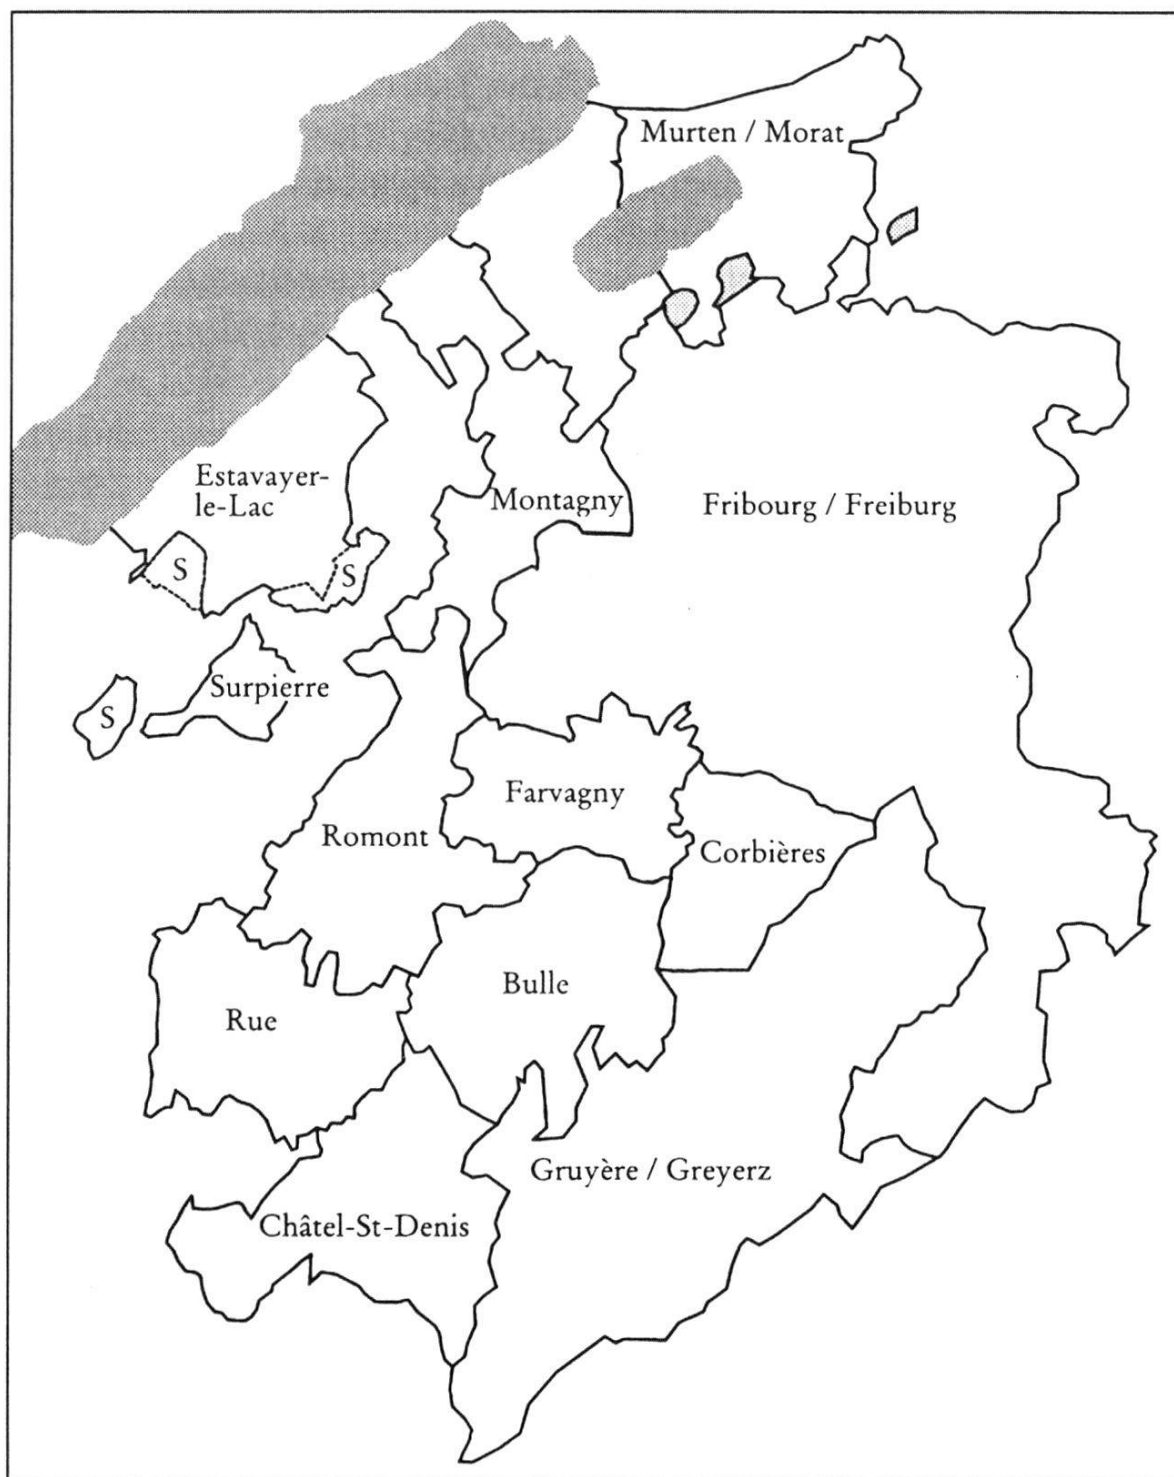 Murten / Morat
Estavayer-
le-Lac
Montagny
Fribourg / Freiburg
S
S
Surpierre
S
Farvagny
Romont
Corbières
Bulle
Rue
Gruyère / Greyerz
Châtel-St-Denis